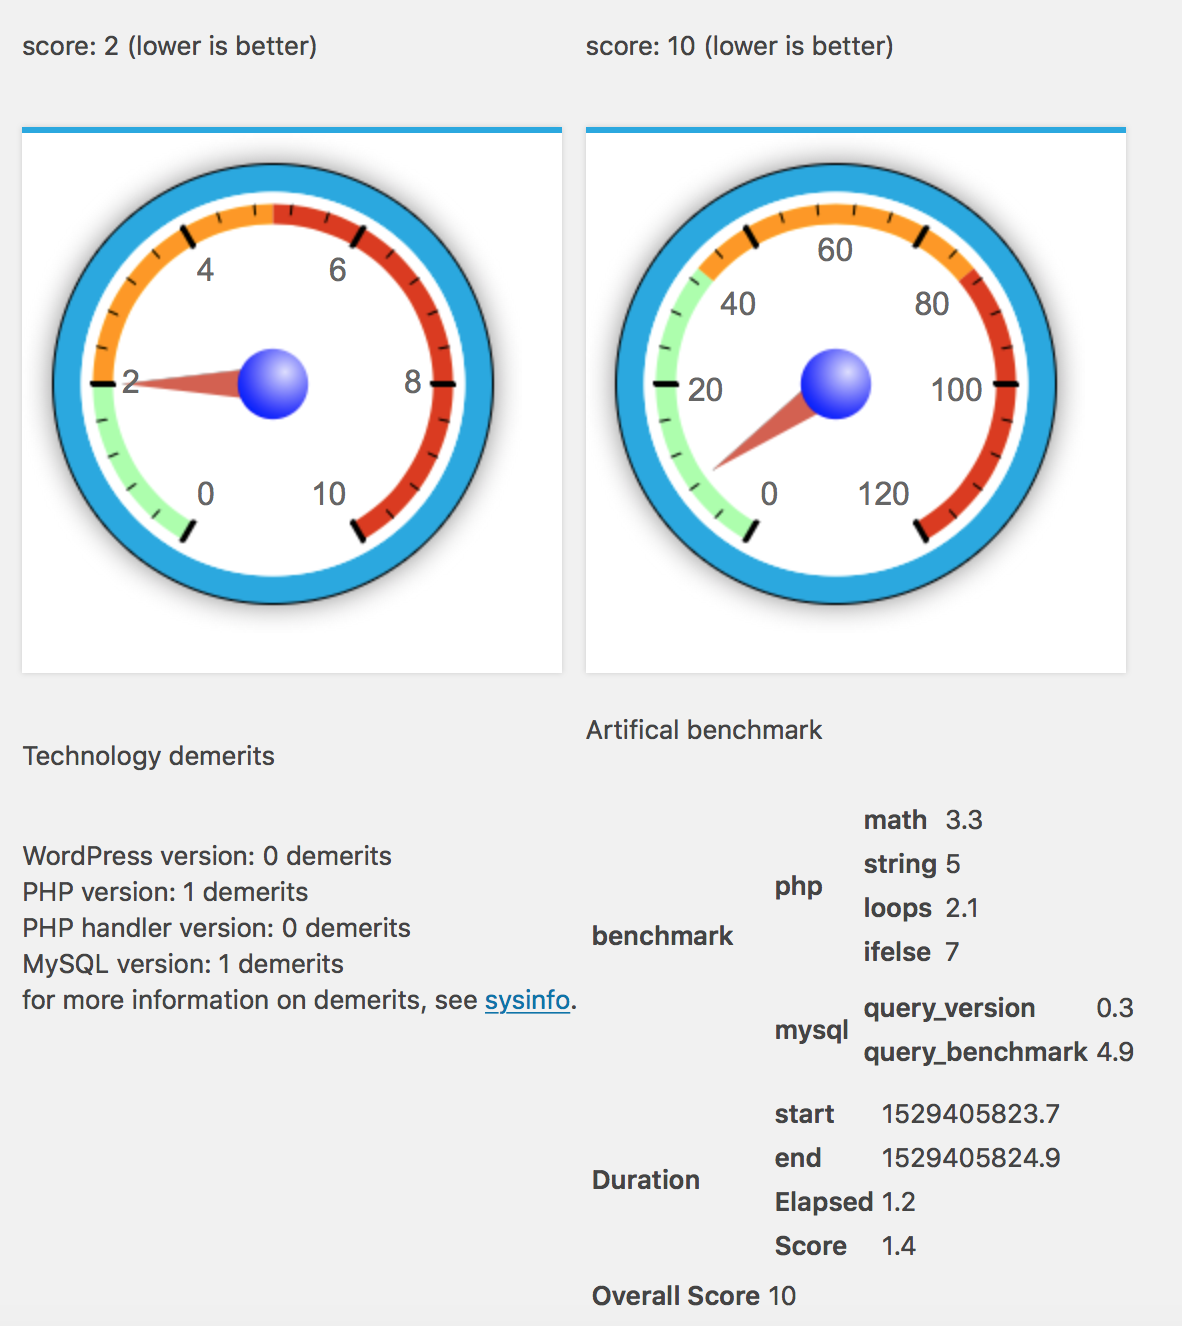 score: 2 (lower is better)
4
6
2
8
0
10
Technology demerits
WordPress version: 0 demerits
PHP version: 1 demerits
PHP handler version: 0 demerits
MySQL version: 1 demerits
for more information on demerits, see sysinfo.
score: 10 (lower is better)
60
40
80
20
100
0
120
Artifical benchmark
benchmark
php
math 3.3
string 5
loops 2.1
ifelse 7
mysql
query_version 0.3
query_benchmark 4.9
Duration
start 1529405823.7
end 1529405824.9
Elapsed 1.2
Score 1.4
Overall Score 10